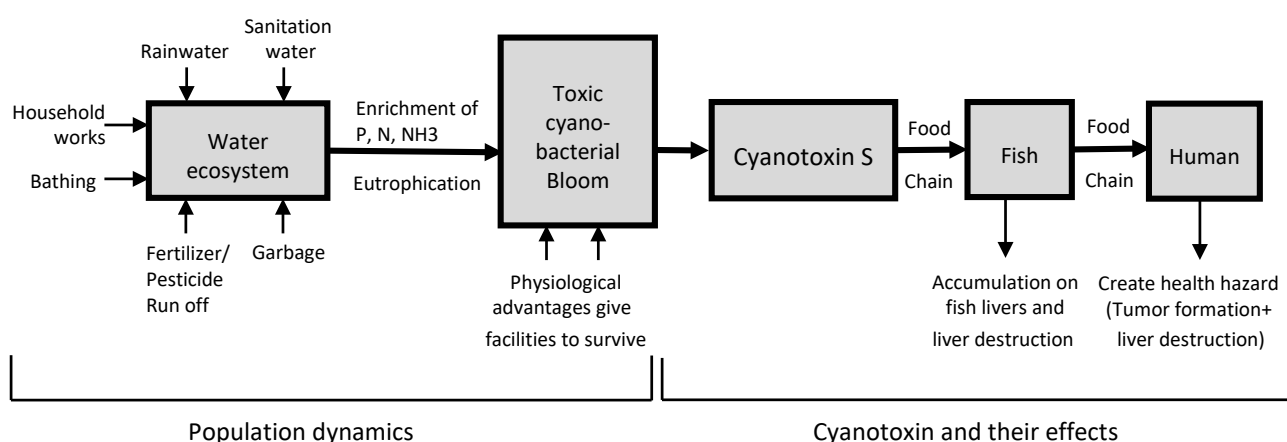 Sanitation
water
Rainwater
Household
works
Bathing
Water
ecosystem
Fertilizer/
Pesticide
Run off
Garbage
Enrichment of
P, N, NH3
Eutrophication
Toxic
cyano-
bacterial
Bloom
Physiological
advantages give
facilities to survive
Cyanotoxin S
Food
Chain
Fish
Accumulation on
fish livers and
liver destruction
Food
Chain
Human
Create health hazard
(Tumor formation+
liver destruction)
Population dynamics
Cyanotoxin and their effects